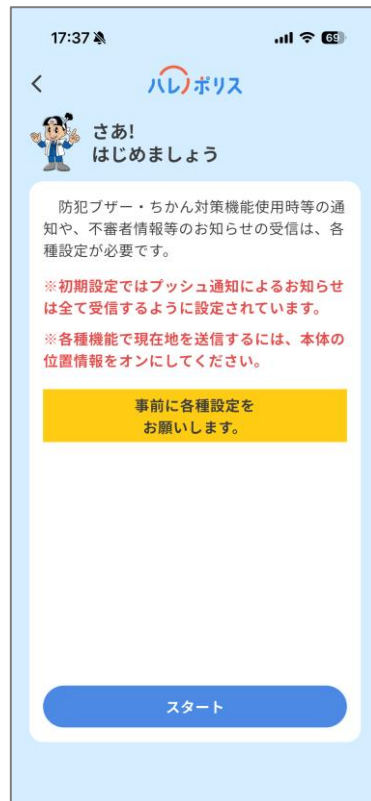 17:37
69
ハレノポリス
さあ!
はじめましょう
防犯ブザー・ちかん対策機能使用時等の通
知や、不審者情報等のお知らせの受信は、各
種設定が必要です。
※初期設定ではプッシュ通知によるお知らせ
は全て受信するように設定されています。
※各種機能で現在地を送信するには、本体の
位置情報をオンにしてください。
事前に各種設定を
お願いします。
スタート